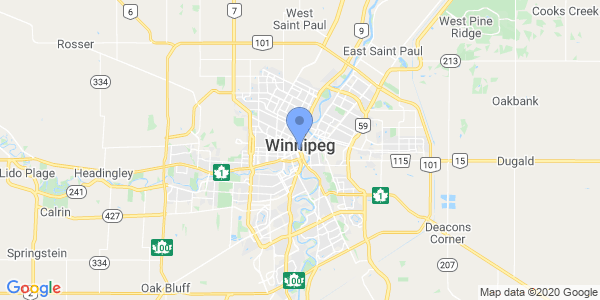 Cooks Creek
6
7
9
West
Saint Paul
West Pine
Ridge
Rosser
101
East Saint Paul
213
334
Oakbank
59
Winnipeg
1
115
101
15
Dugald
Lido Plage
Headingley
241
1
Calrin
427
Deacons
Corner
100
Springstein
334
207
100
Google
2
Oak Bluff
Map data ©2020 Google